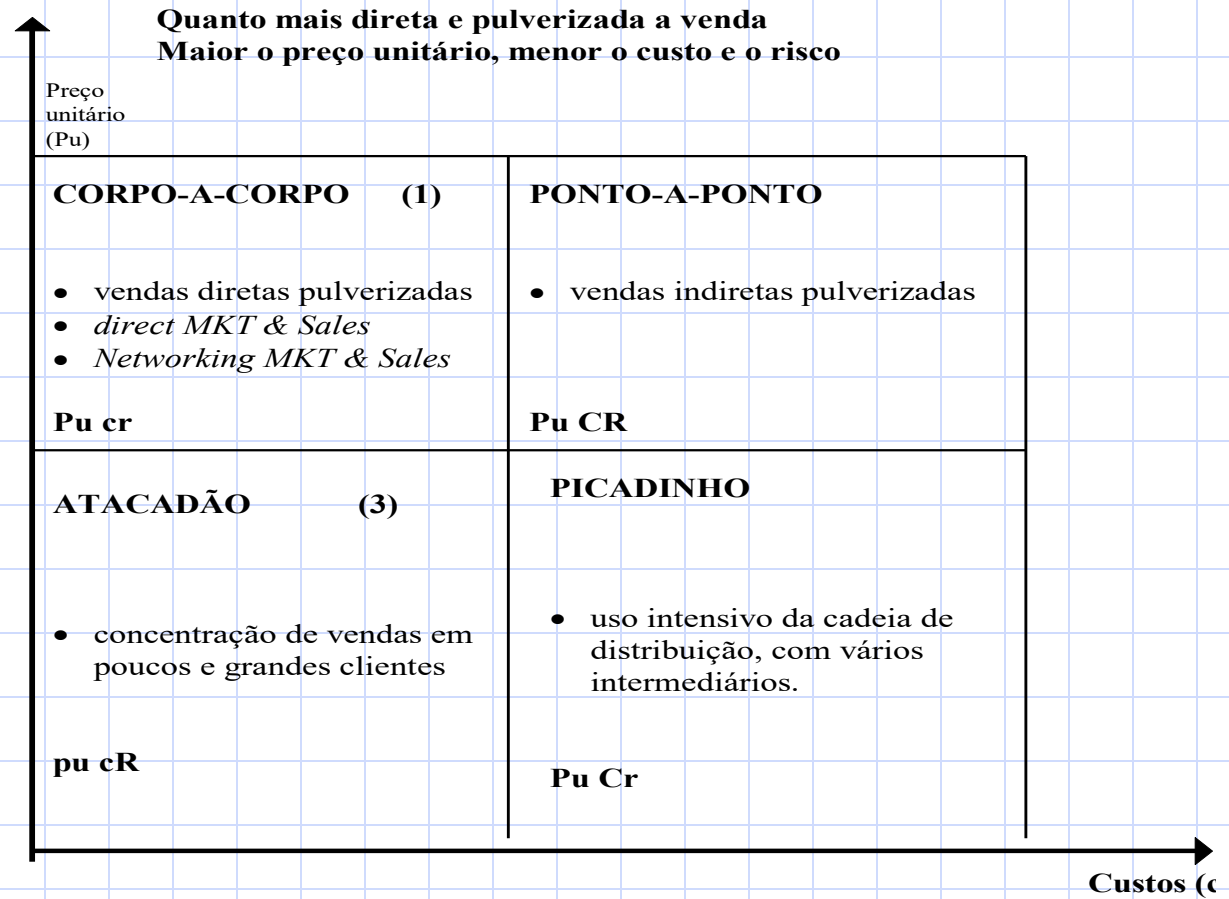 Quanto mais direta e pulverizada a venda
Maior o preço unitário, menor o custo e o risco
Preço
unitário
(Pu)
CORPO-A-CORPO (1)
• vendas diretas pulverizadas
• direct MKT & Sales
• Networking MKT & Sales
Pu cr
PONTO-A-PONTO
• vendas indiretas pulverizadas
Pu CR
ATACADÃO (3)
• concentração de vendas em
poucos e grandes clientes
pu cR
PICADINHO
• uso intensivo da cadeia de
distribuição, com vários
intermediários.
Pu Cr
Custos (c